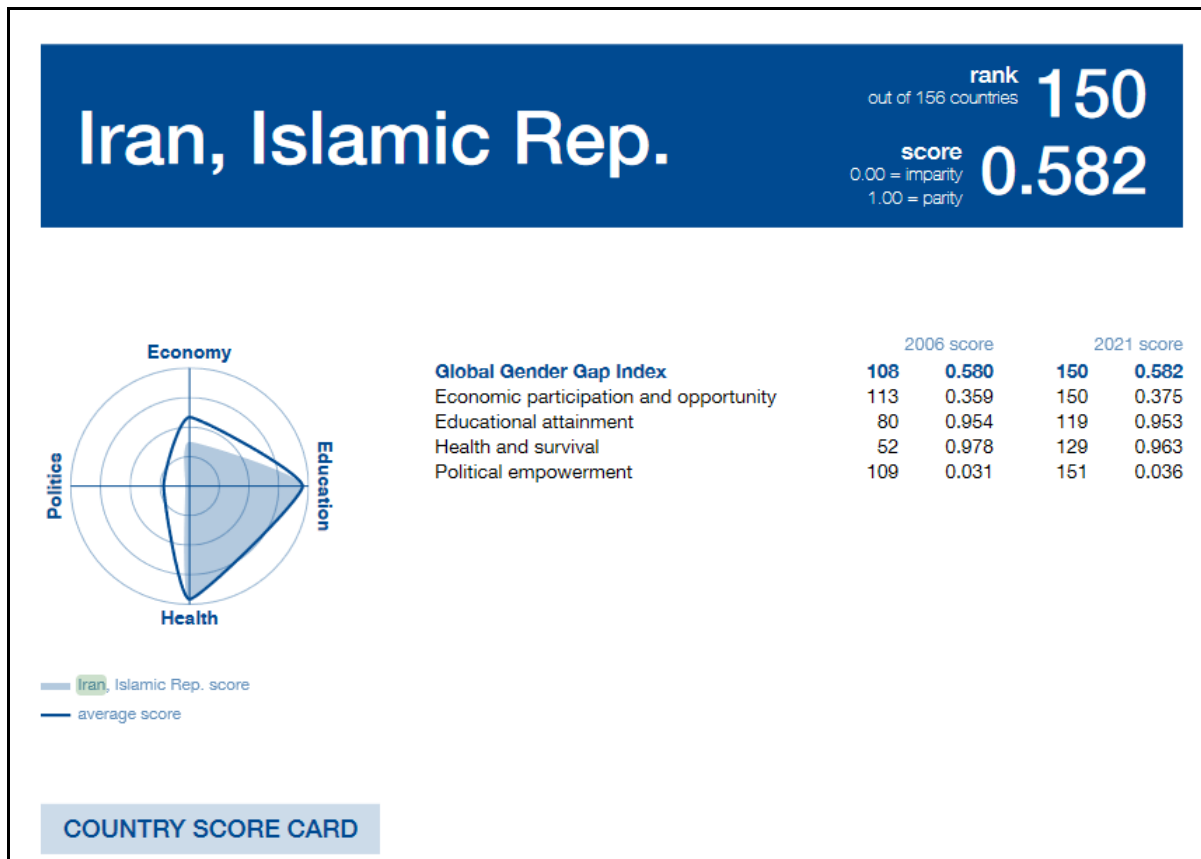 Iran, Islamic Rep.
rank
out of 156 countries
150
score
0.00 = imparity
1.00 = parity
0.582
Economy
Education
Politics
Health
2006 score 2021 score
Global Gender Gap Index 108 0.580 150 0.582
Economic participation and opportunity 113 0.359 150 0.375
Educational attainment 80 0.954 119 0.953
Health and survival 52 0.978 129 0.963
Political empowerment 109 0.031 151 0.036
Iran, Islamic Rep. score
average score
COUNTRY SCORE CARD